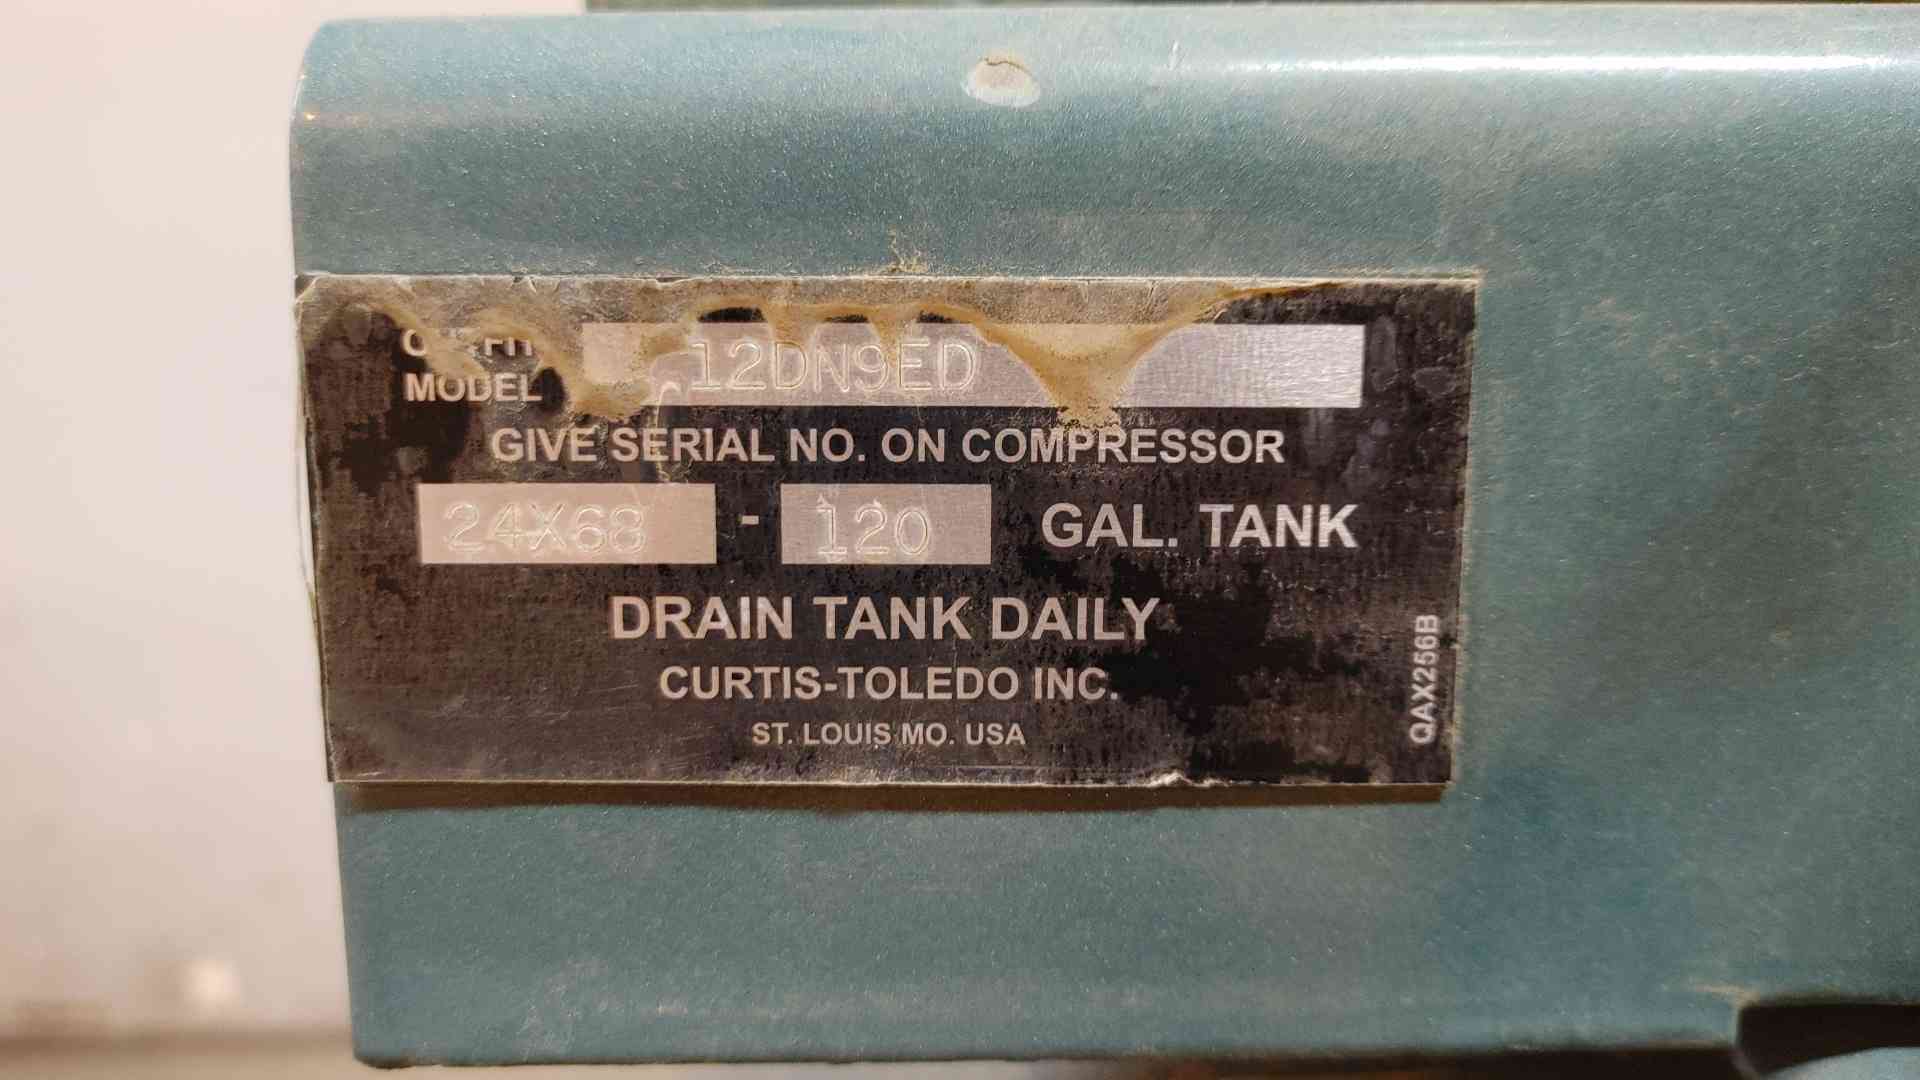 OUTFIT
MODEL 12DN9ED
GIVE SERIAL NO. ON COMPRESSOR
24X68 - 120 GAL. TANK
DRAIN TANK DAILY
CURTIS-TOLEDO INC.
ST. LOUIS MO. USA
QAX256B